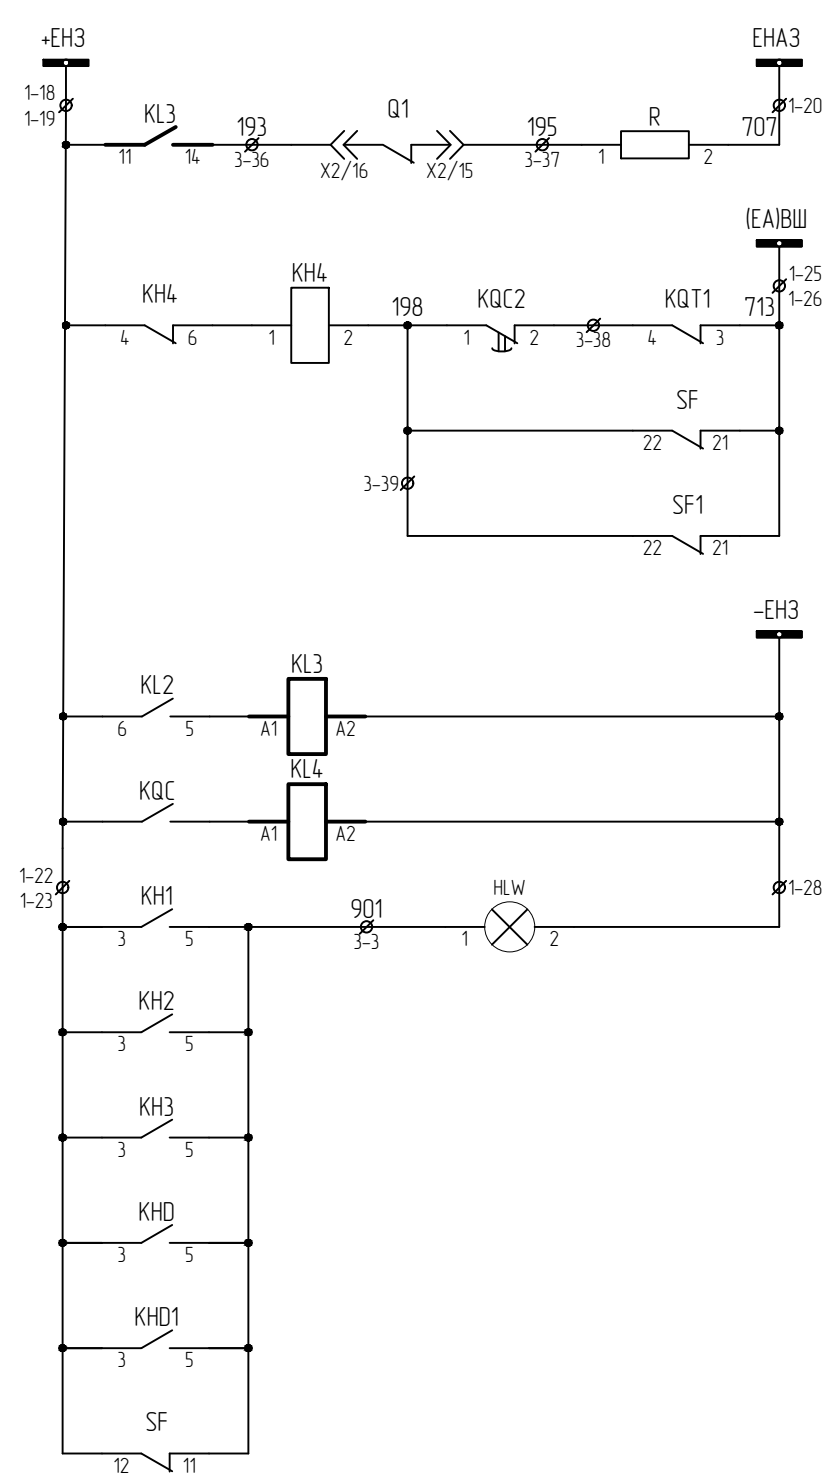 +ЕН3
ЕНА3
1-18
1-19
KL3
193
Q1
195
R
707
1-20
11
14
3-36
X2/16
X2/15
3-37
1
2
(ЕА)ВШ
1-25
1-26
KH4
KH4
198
KQC2
KQT1
713
4
6
1
2
1
2
3-38
4
3
SF
22
21
3-39
SF1
22
21
-ЕН3
KL3
KL2
6
5
A1
A2
KL4
KQC
A1
A2
1-22
1-23
1-28
KH1
901
HLW
3
5
3-3
1
2
KH2
3
5
KH3
3
5
KHD
3
5
KHD1
3
5
SF
12
11